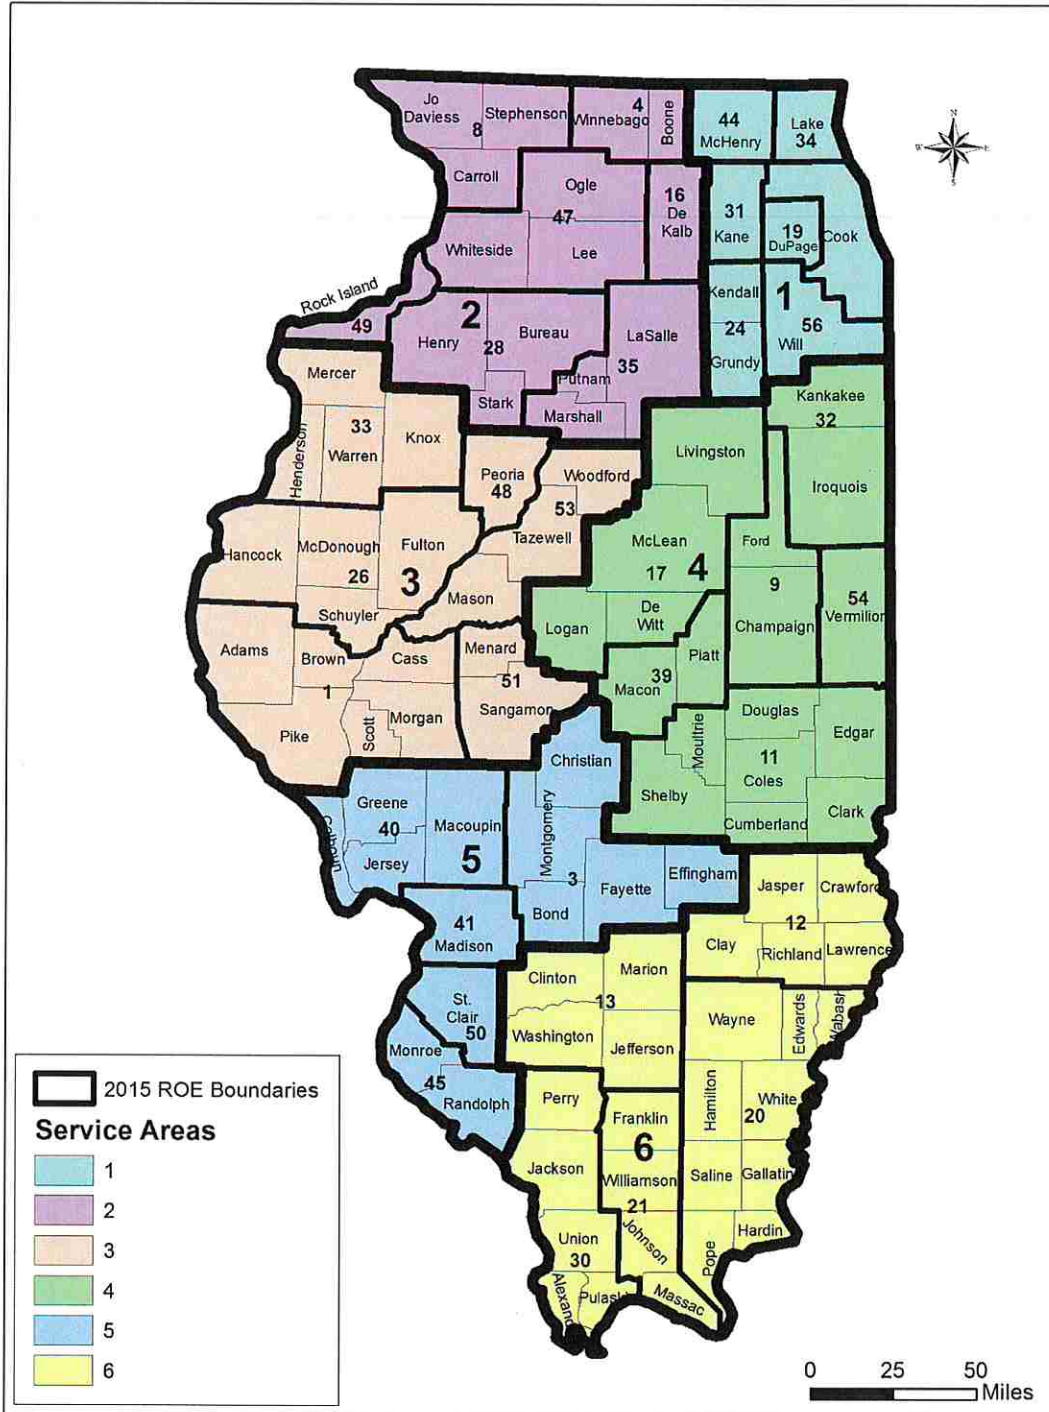 N
W E
S
Jo
Daviess
8
Stephenson
4
Winnebago
Boone
44
McHenry
Lake
34
Carroll
Ogle
47
16
De
Kalb
31
Kane
19
DuPage
Cook
Whiteside
Lee
Rock Island
49
Kendall
24
Grundy
1
56
Will
2
Henry
28
Bureau
LaSalle
35
Putnam
Stark
Marshall
Mercer
Kankakee
32
33
Warren
Henderson
Knox
Livingston
Peoria
48
Woodford
53
Tazewell
Iroquois
Hancock
McDonough
26
Fulton
3
McLean
17
4
Ford
9
Champaign
54
Vermilion
Schuyler
Mason
Logan
De
Witt
Adams
Brown
1
Cass
Menard
51
Sangamon
Macon
39
Piatt
Pike
Scott
Morgan
Douglas
Moultrie
Edgar
11
Coles
Christian
Shelby
Cumberland
Clark
Greene
40
Calhoun
Jersey
Macoupin
5
Montgomery
3
Fayette
Effingham
Bond
Jasper
12
Crawford
41
Madison
Clay
Richland
Lawrence
Clinton
Marion
13
St.
Clair
50
Washington
Jefferson
Wayne
Edwards
Wabash
Monroe
45
Randolph
Perry
Franklin
6
Hamilton
White
20
Jackson
Williamson
21
Saline
Gallatin
Union
30
Johnson
Pope
Hardin
Pulaski
Massac
2015 ROE Boundaries
Service Areas
1
2
3
4
5
6
0 25 50
Miles